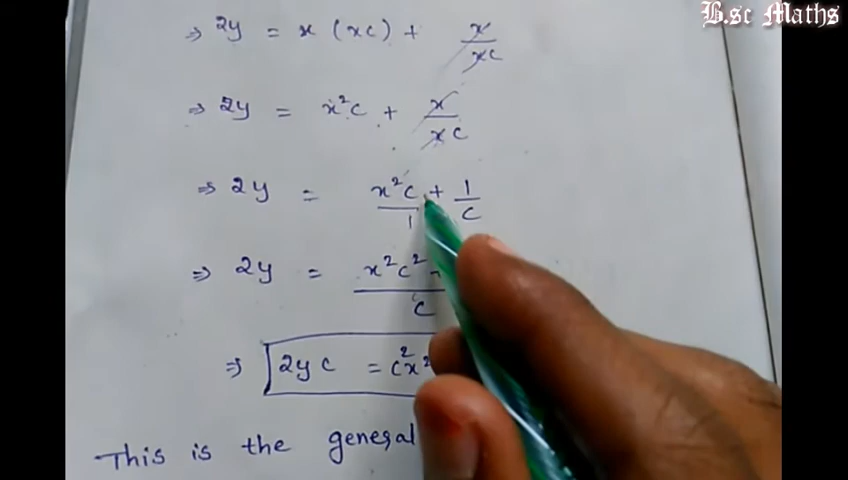 B.sc Maths
⇒ 2y = x (xc) + x/xc
⇒ 2y = x²c + x/xc
⇒ 2y = x²c/1 + 1/c
⇒ 2y = x²c²/c
⇒ 2yc = c²x²
This is the general